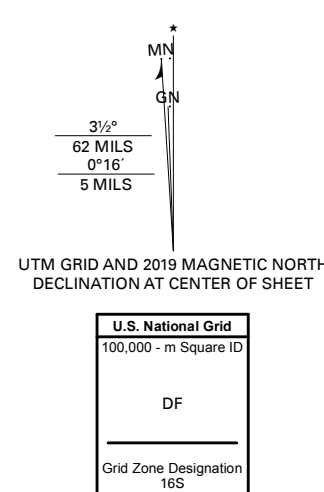 ★
MN
GN
3½°
62 MILS
0°16´
5 MILS
UTM GRID AND 2019 MAGNETIC NORTH
DECLINATION AT CENTER OF SHEET
U.S. National Grid
100,000 - m Square ID
DF
Grid Zone Designation
16S